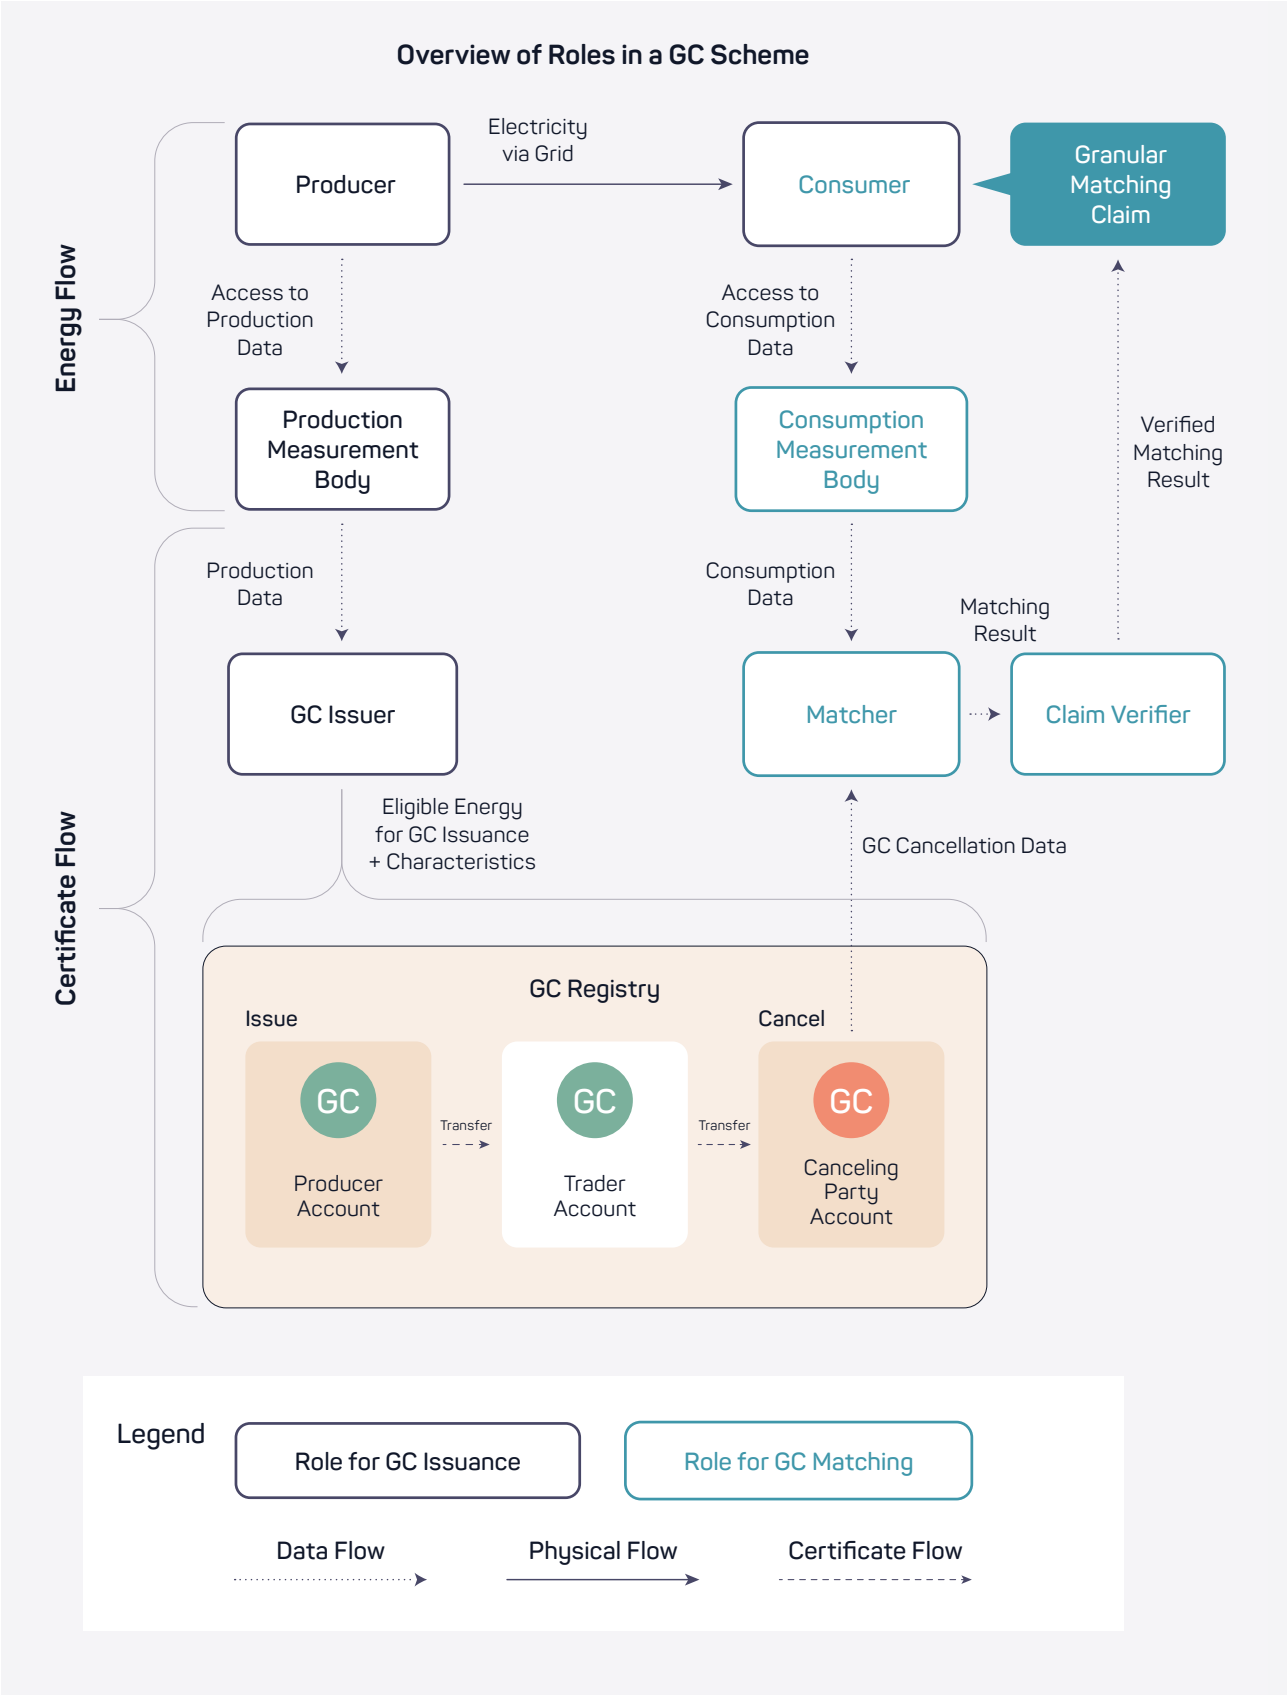 Overview of Roles in a GC Scheme
Energy Flow
Producer
Electricity
via Grid
Consumer
Granular
Matching
Claim
Access to
Production
Data
Access to
Consumption
Data
Production
Measurement
Body
Consumption
Measurement
Body
Verified
Matching
Result
Certificate Flow
Production
Data
Consumption
Data
Matching
Result
GC Issuer
Matcher
Claim Verifier
Eligible Energy
for GC Issuance
+ Characteristics
GC Cancellation Data
GC Registry
Issue
Cancel
GC
Producer
Account
Transfer
GC
Trader
Account
Transfer
GC
Canceling
Party
Account
Legend
Role for GC Issuance
Role for GC Matching
Data Flow
Physical Flow
Certificate Flow